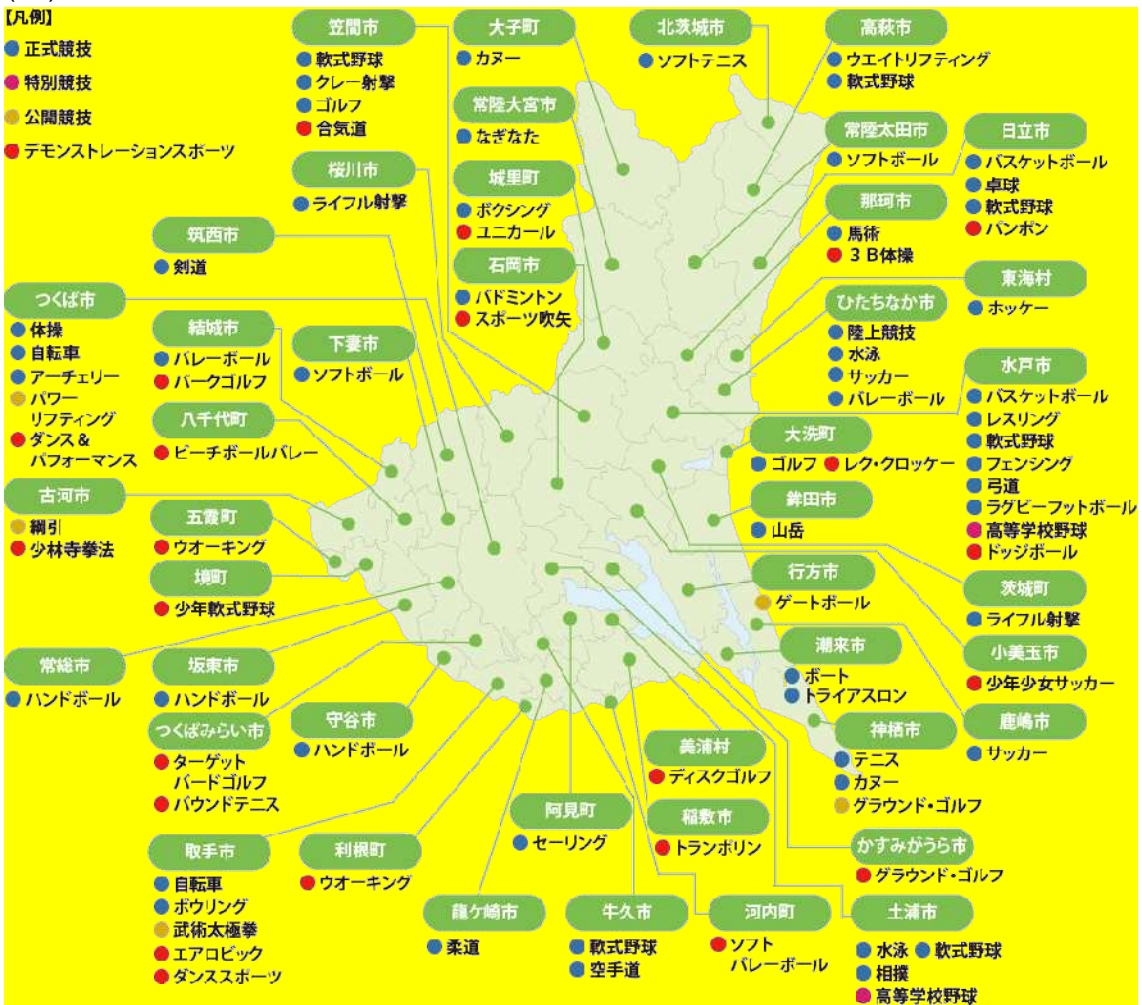 【凡例】
正式競技
特別競技
公開競技
デモンストレーションスポーツ
笠間市
軟式野球
クレー射撃
ゴルフ
合気道
大子町
カヌー
北茨城市
ソフトテニス
高萩市
ウエイトリフティング
軟式野球
常陸大宮市
なぎなた
常陸太田市
ソフトボール
日立市
バスケットボール
卓球
軟式野球
パンポン
桜川市
ライフル射撃
城里町
ボクシング
ユニカール
那珂市
馬術
3B体操
筑西市
剣道
石岡市
バドミントン
スポーツ吹矢
東海村
ホッケー
つくば市
体操
自転車
アーチェリー
パワー
リフティング
ダンス&
パフォーマンス
結城市
バレーボール
パークゴルフ
下妻市
ソフトボール
ひたちなか市
陸上競技
水泳
サッカー
バレーボール
水戸市
バスケットボール
レスリング
軟式野球
フェンシング
弓道
ラグビーフットボール
高等学校野球
ドッジボール
八千代町
ビーチボールバレー
大洗町
ゴルフ レク・クロッケー
古河市
綱引
少林寺拳法
五霞町
ウオーキング
鉾田市
山岳
境町
少年軟式野球
行方市
ゲートボール
茨城町
ライフル射撃
常総市
ハンドボール
坂東市
ハンドボール
潮来市
ボート
トライアスロン
小美玉市
少年少女サッカー
つくばみらい市
ターゲット
バードゴルフ
バウンドテニス
守谷市
ハンドボール
美浦村
ディスクゴルフ
神栖市
テニス
カヌー
グラウンド・ゴルフ
鹿嶋市
サッカー
取手市
自転車
ボウリング
武術太極拳
エアロビック
ダンススポーツ
利根町
ウオーキング
阿見町
セーリング
稲敷市
トランポリン
かすみがうら市
グラウンド・ゴルフ
龍ケ崎市
柔道
牛久市
軟式野球
空手道
河内町
ソフト
バレーボール
土浦市
水泳 軟式野球
相撲
高等学校野球